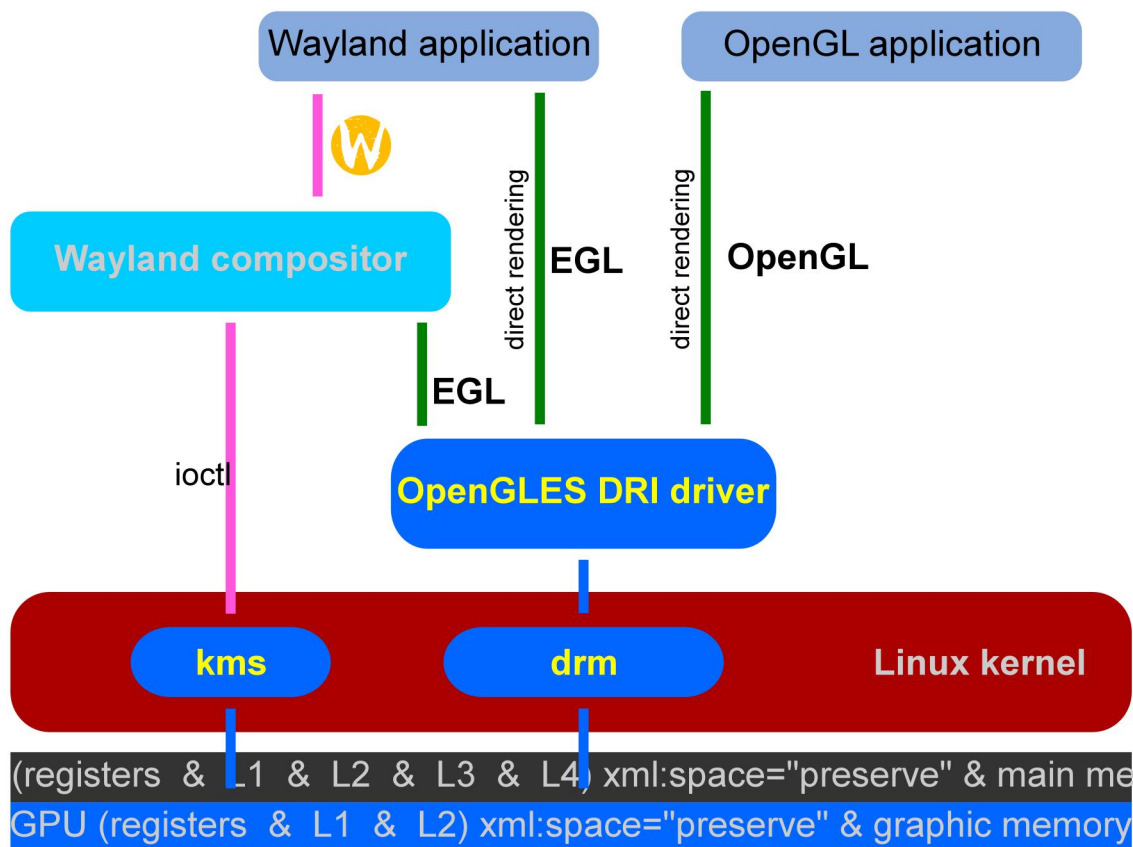 Wayland application
OpenGL application
W
direct rendering
EGL
direct rendering
OpenGL
Wayland compositor
EGL
ioctl
OpenGLES DRI driver
kms
drm
Linux kernel
(registers & L1 & L2 & L3 & L4) xml:space="preserve" & main me
GPU (registers & L1 & L2) xml:space="preserve" & graphic memory